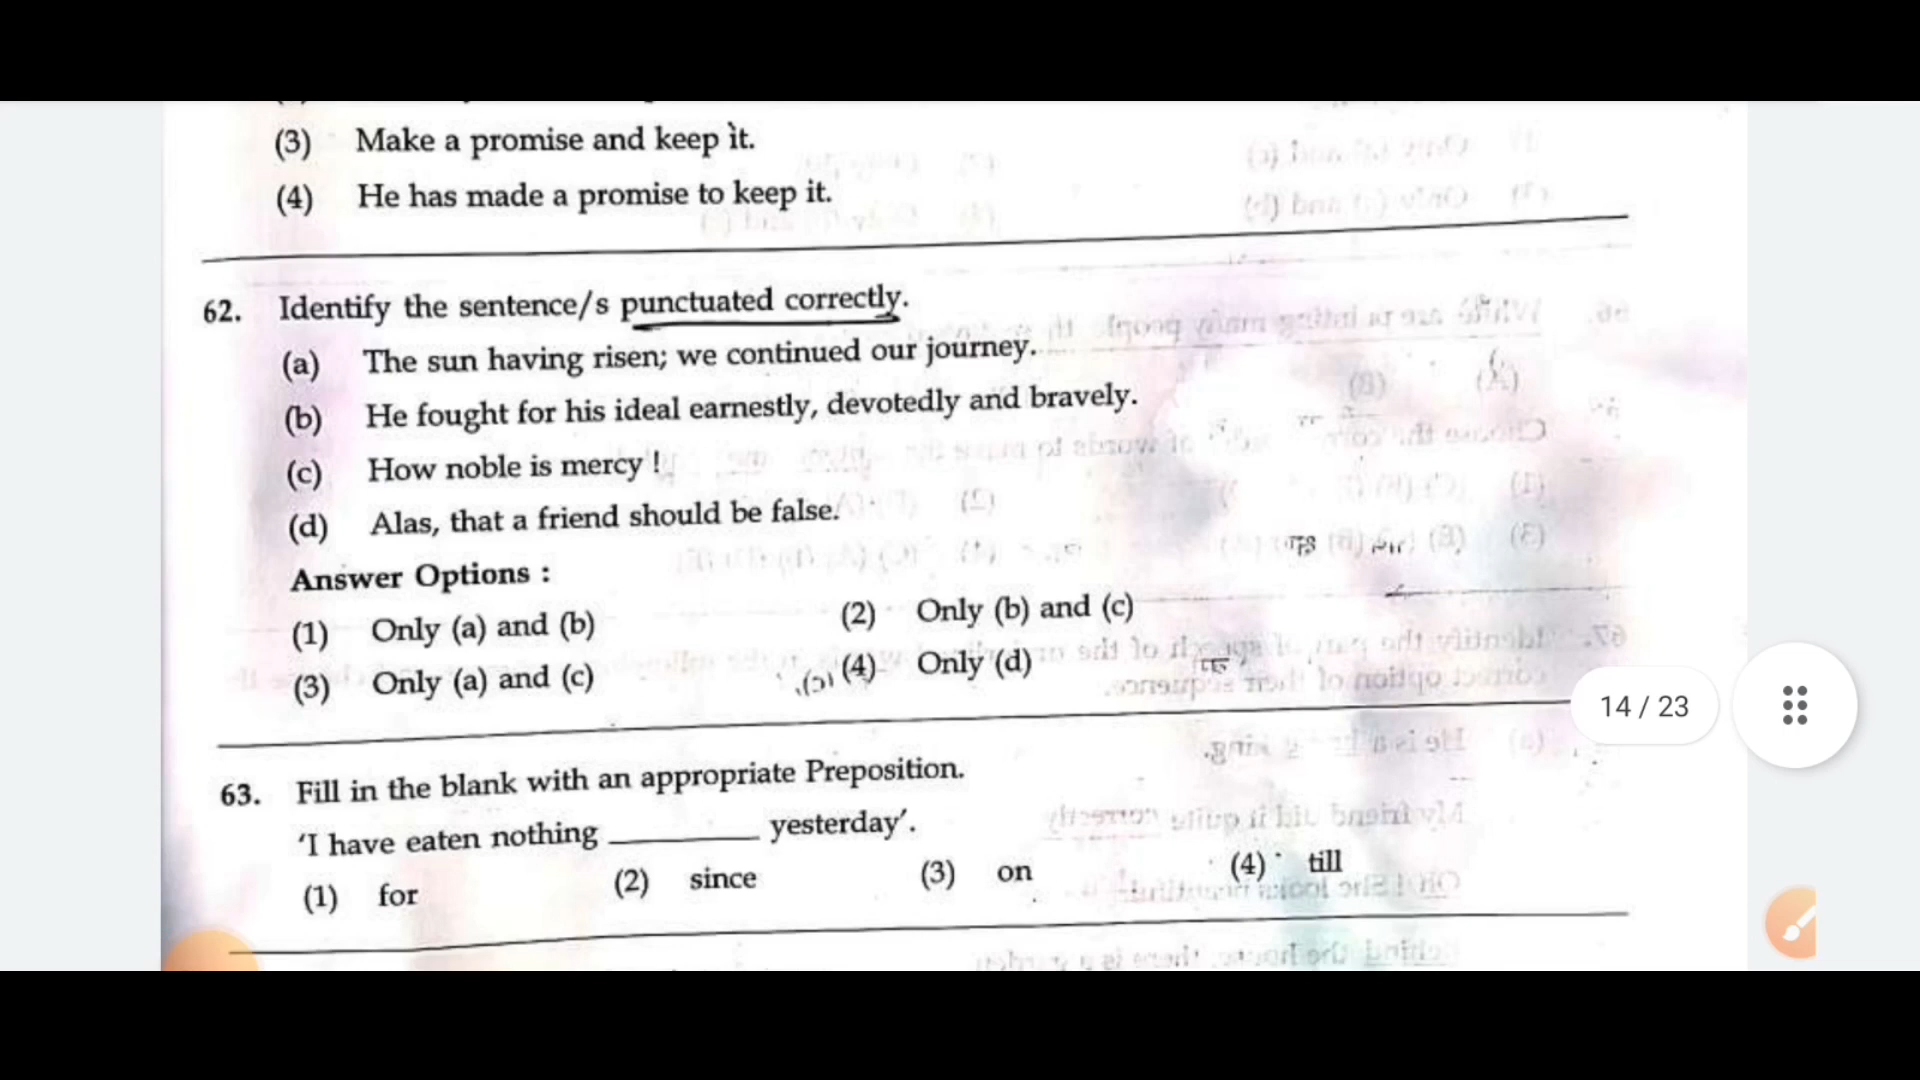 (3) Make a promise and keep it.
(4) He has made a promise to keep it.
62. Identify the sentence/s punctuated correctly.
(a) The sun having risen; we continued our journey.
(b) He fought for his ideal earnestly, devotedly and bravely.
(c) How noble is mercy !
(d) Alas, that a friend should be false.
Answer Options :
(1) Only (a) and (b) (2) Only (b) and (c)
(3) Only (a) and (c) (4) Only (d)
14 / 23
63. Fill in the blank with an appropriate Preposition.
'I have eaten nothing ________ yesterday'.
(1) for (2) since (3) on (4) till